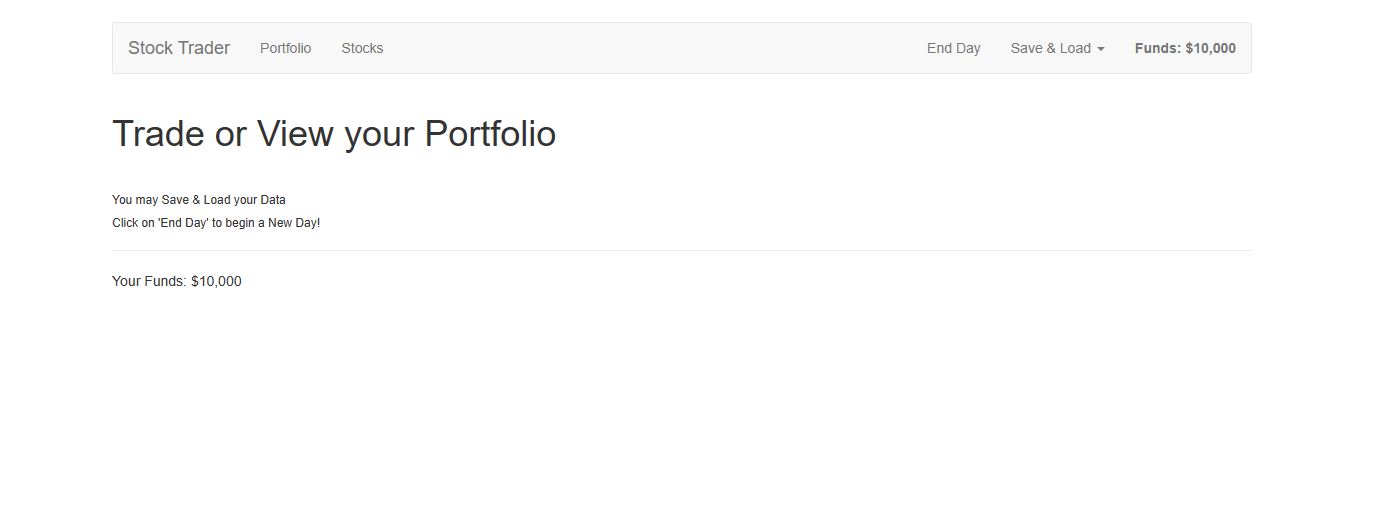 Stock Trader Portfolio Stocks End Day Save & Load Funds: $10,000
Trade or View your Portfolio
You may Save & Load your Data
Click on 'End Day' to begin a New Day!
Your Funds: $10,000